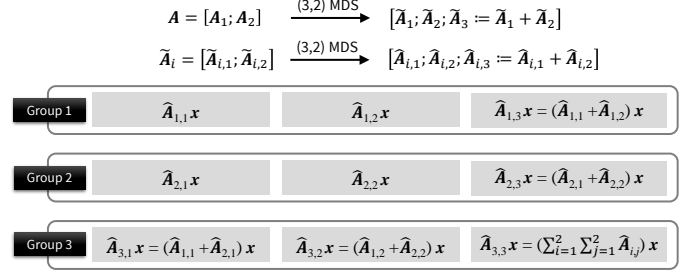 A = [A₁; A₂] (3,2) MDS [Ã₁; Ã₂; Ã₃ ≔ Ã₁ + Ã₂]
Ãᵢ = [Ãᵢ,₁; Ãᵢ,₂] (3,2) MDS [Âᵢ,₁; Âᵢ,₂; Âᵢ,₃ ≔ Âᵢ,₁ + Âᵢ,₂]
Group 1 Â₁,₁x Â₁,₂x Â₁,₃x = (Â₁,₁ +Â₁,₂) x
Group 2 Â₂,₁x Â₂,₂x Â₂,₃x = (Â₂,₁ +Â₂,₂) x
Group 3 Â₃,₁x = (Â₁,₁ +Â₂,₁) x Â₃,₂x = (Â₁,₂ +Â₂,₂) x Â₃,₃x = (∑²ᵢ₌₁ ∑²ⱼ₌₁ Âᵢ,ⱼ) x